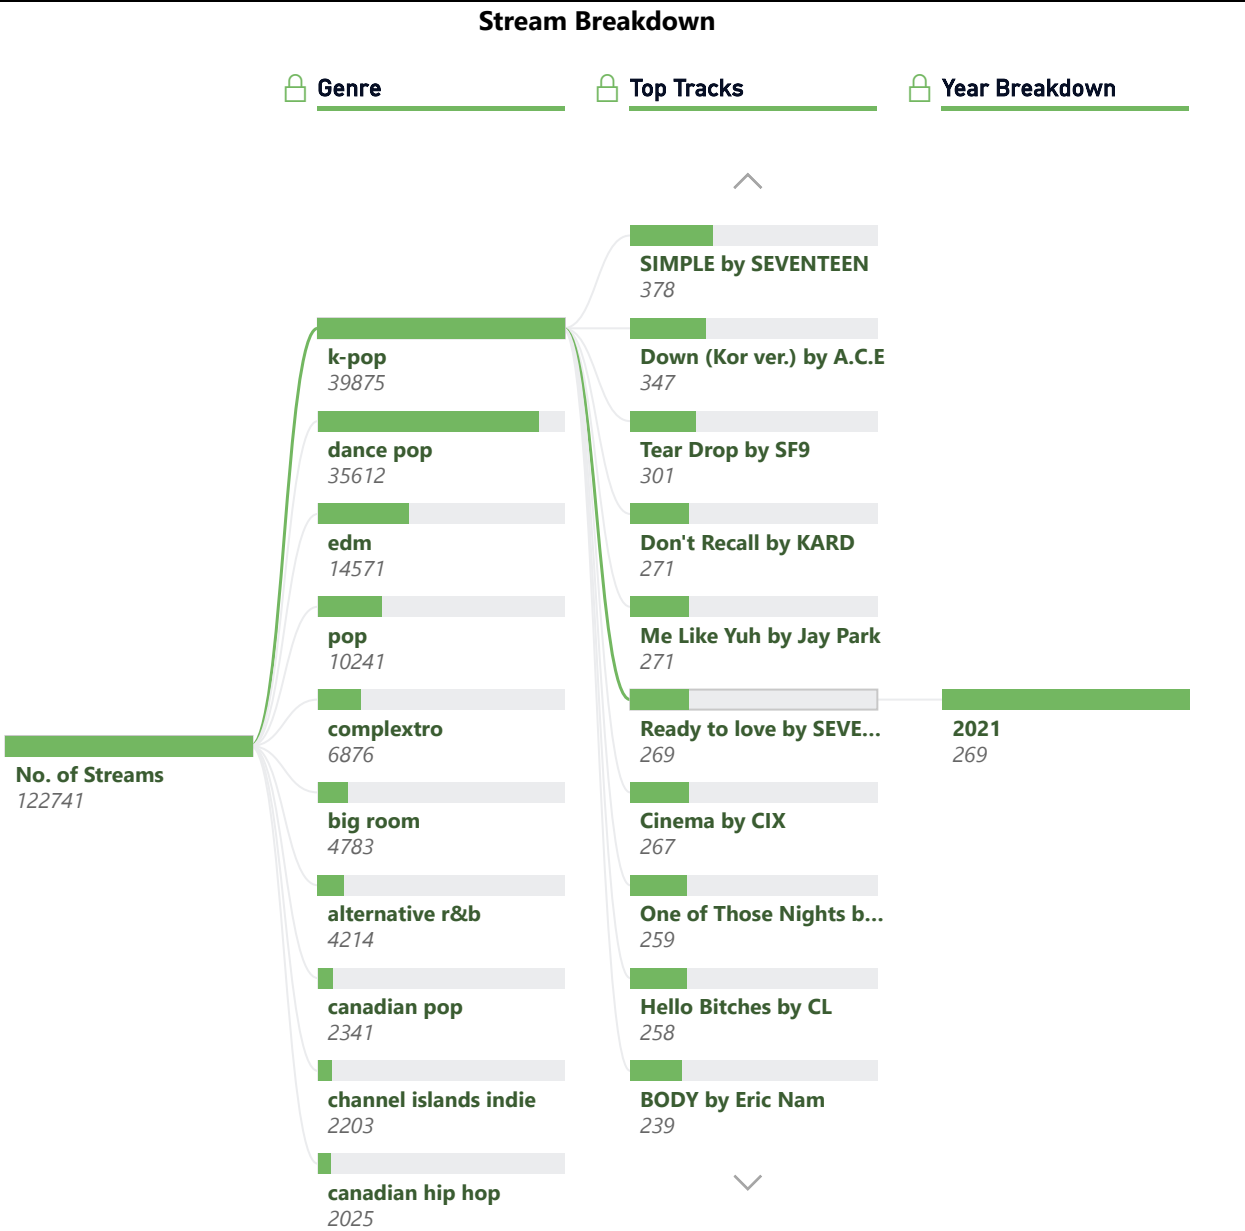 Stream Breakdown
Genre
Top Tracks
Year Breakdown
No. of Streams
122741
k-pop
39875
dance pop
35612
edm
14571
pop
10241
complextro
6876
big room
4783
alternative r&b
4214
canadian pop
2341
channel islands indie
2203
canadian hip hop
2025
SIMPLE by SEVENTEEN
378
Down (Kor ver.) by A.C.E
347
Tear Drop by SF9
301
Don't Recall by KARD
271
Me Like Yuh by Jay Park
271
Ready to love by SEVE...
269
Cinema by CIX
267
One of Those Nights b...
259
Hello Bitches by CL
258
BODY by Eric Nam
239
2021
269